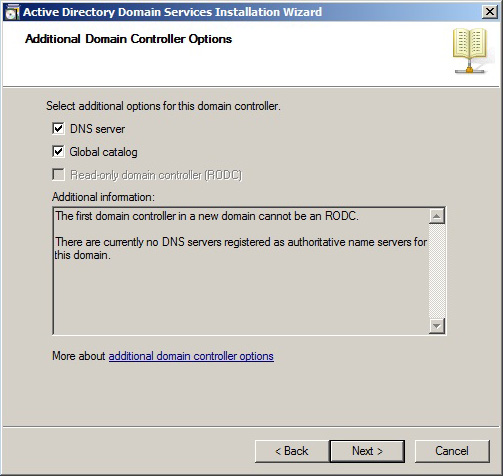 Active Directory Domain Services Installation Wizard
Additional Domain Controller Options
Select additional options for this domain controller.
DNS server
Global catalog
Read-only domain controller (RODC)
Additional information:
The first domain controller in a new domain cannot be an RODC.
There are currently no DNS servers registered as authoritative name servers for
this domain.
More about additional domain controller options
< Back
Next >
Cancel